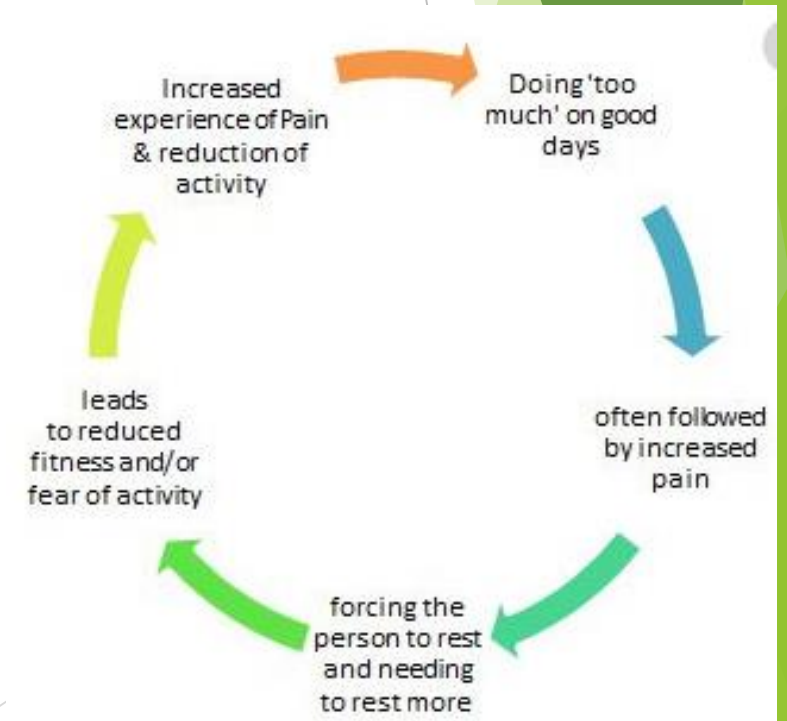 Doing 'too
much' on good
days
often followed
by increased
pain
forcing the
person to rest
and needing
to rest more
leads
to reduced
fitness and/or
fear of activity
Increased
experience of Pain
& reduction of
activity